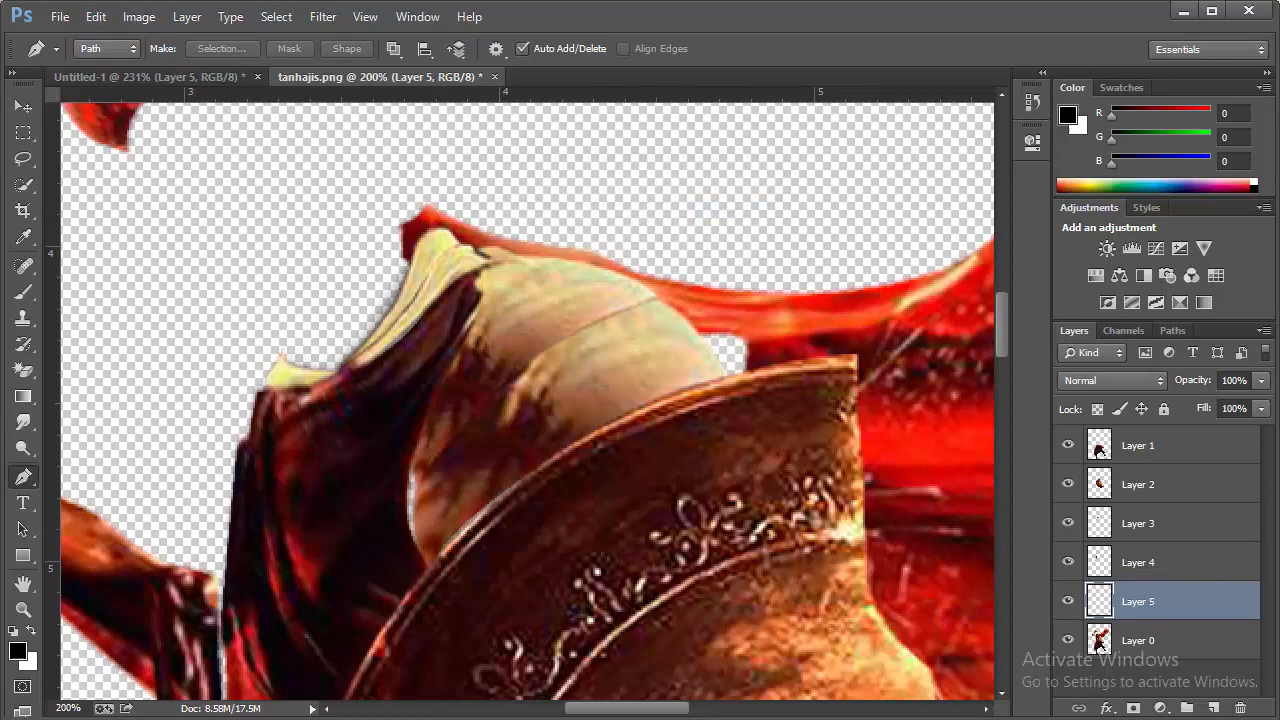 Ps File Edit Image Layer Type Select Filter View Window Help
Path Make: Selection... Mask Shape Auto Add/Delete Align Edges Essentials
Untitled-1 @ 231% (Layer 5, RGB/8) * × tanhajis.png @ 200% (Layer 5, RGB/8) * ×
3 4 5
4
5
Color Swatches
R 0
G 0
B 0
Adjustments Styles
Add an adjustment
Layers Channels Paths
Kind
Normal Opacity: 100%
Lock: Fill: 100%
Layer 1
Layer 2
Layer 3
Layer 4
Layer 5
Layer 0
Activate Windows
Go to Settings to activate Windows.
200% Doc: 8.58M/17.5M